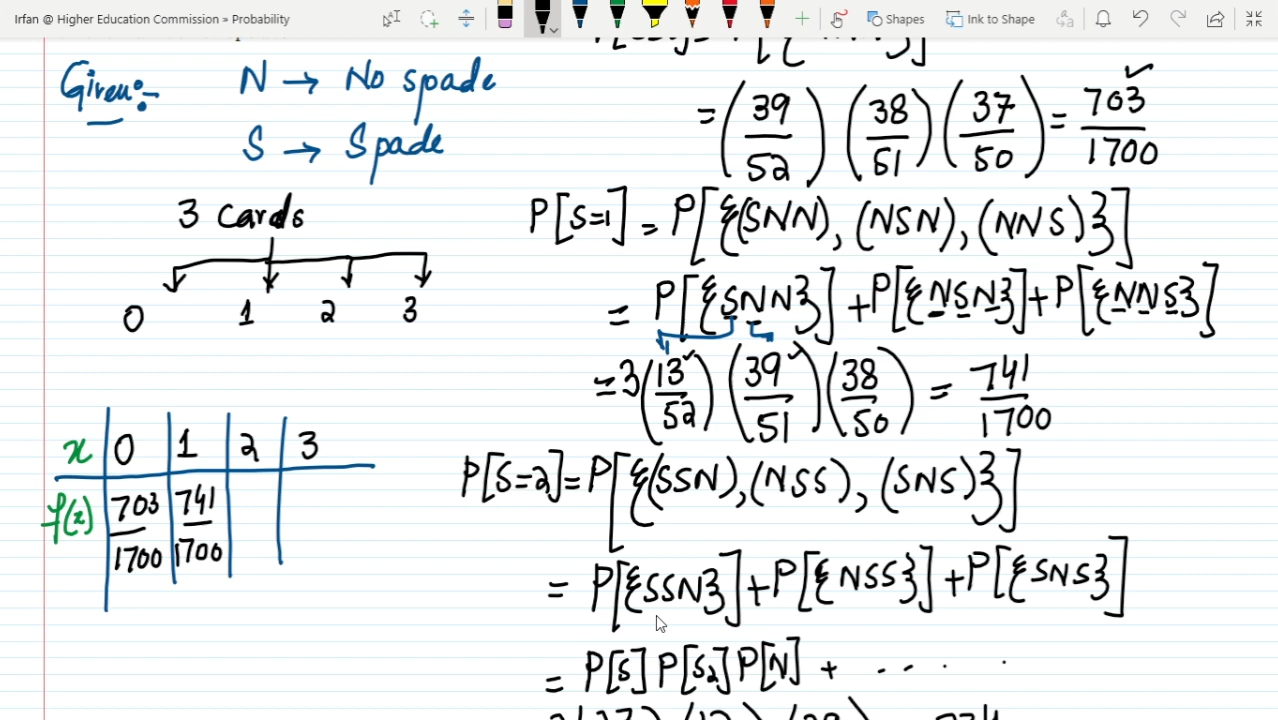 Irfan @ Higher Education Commission » Probability
Shapes
Ink to Shape
Given:-
N → No spade
S → Spade
3 cards
0 1 2 3
x 0 1 2 3
f(x) 703/1700 741/1700
= (39/52) (38/51) (37/50) = 703/1700
P[S=1] = P[{(SNN), (NSN), (NNS)}]
= P[{SNN}] + P[{NSN}] + P[{NNS}]
= 3(13/52) (39/51) (38/50) = 741/1700
P[S=2] = P[{(SSN), (NSS), (SNS)}]
= P[{SSN}] + P[{NSS}] + P[{SNS}]
= P[S] P[S₂] P[N] + .. . .